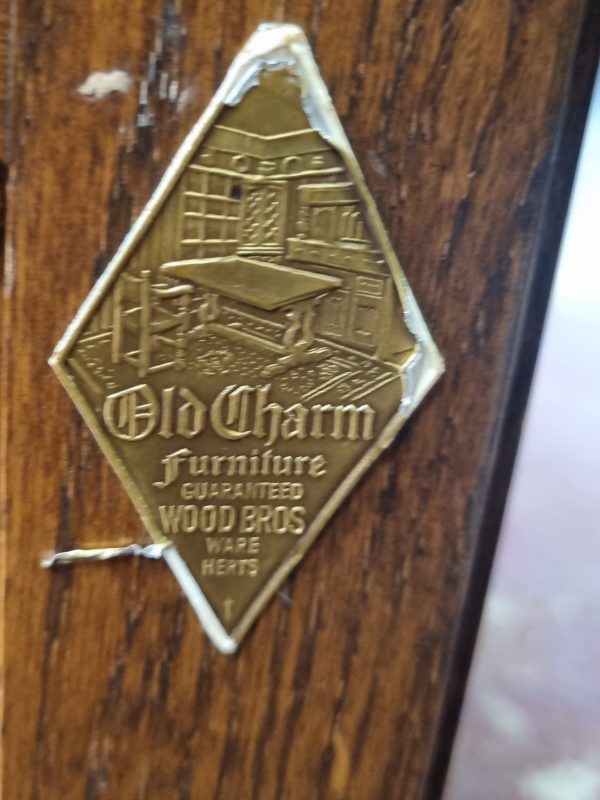 Old Charm
Furniture
GUARANTEED
WOOD BROS
WARE
HERTS